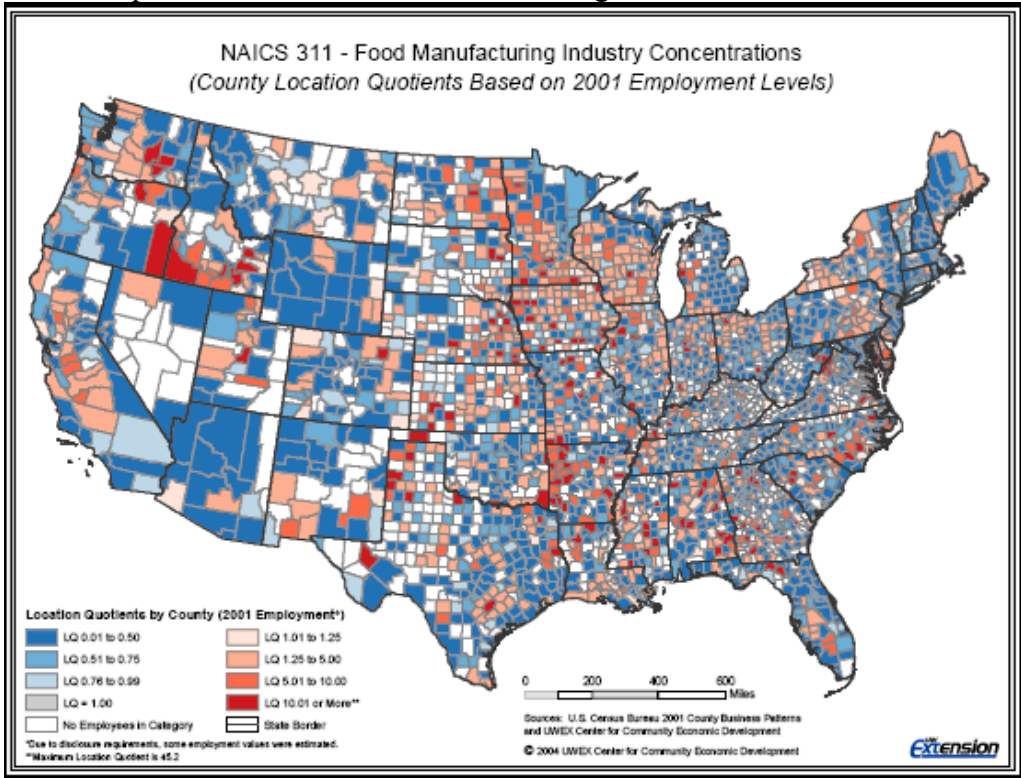 NAICS 311 - Food Manufacturing Industry Concentrations
(County Location Quotients Based on 2001 Employment Levels)
Location Quotients by County (2001 Employment*)
LQ 0.01 to 0.50
LQ 1.01 to 1.25
LQ 0.51 to 0.75
LQ 1.25 to 5.00
LQ 0.76 to 0.99
LQ 5.01 to 10.00
LQ = 1.00
LQ 10.01 or More**
No Employees in Category
State Border
*Due to disclosure requirements, some employment values were estimated.
**Maximum Location Quotient is 45.2
0 200 400 600
Miles
Sources: U.S. Census Bureau 2001 County Business Patterns
and UWEX Center for Community Economic Development
© 2004 UWEX Center for Community Economic Development
UW
Extension